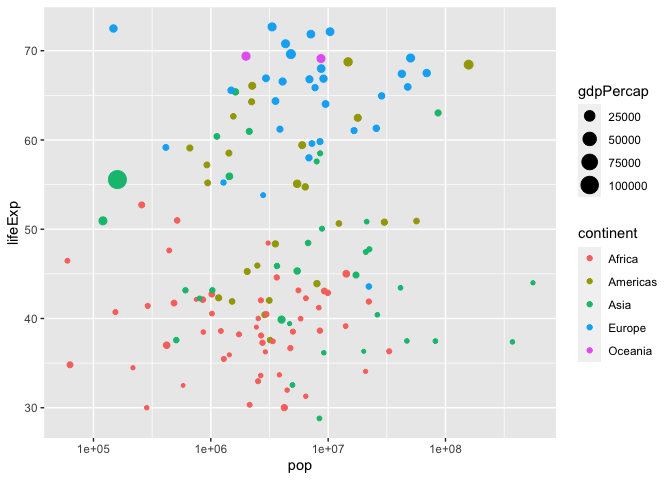 70
60
50
40
30
lifeExp
1e+05 1e+06 1e+07 1e+08
pop
gdpPercap
25000
50000
75000
100000
continent
Africa
Americas
Asia
Europe
Oceania